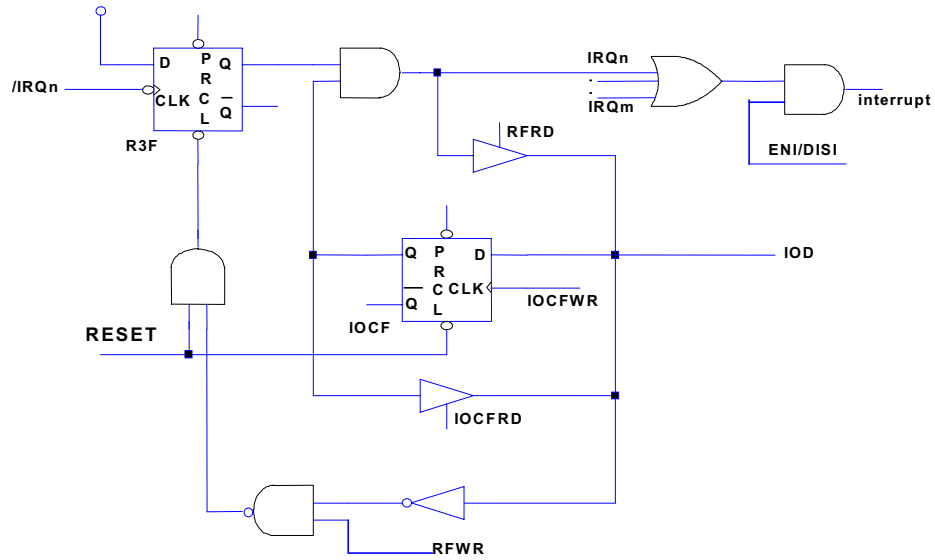 P
D
R
Q
/IRQn
CLK
C
Q
L
R3F
IRQn
:
IRQm
interrupt
RFRD
ENI/DISI
Q
P
D
R
C
CLK
Q
L
IOCFWR
IOCF
IOD
RESET
IOCFRD
RFWR